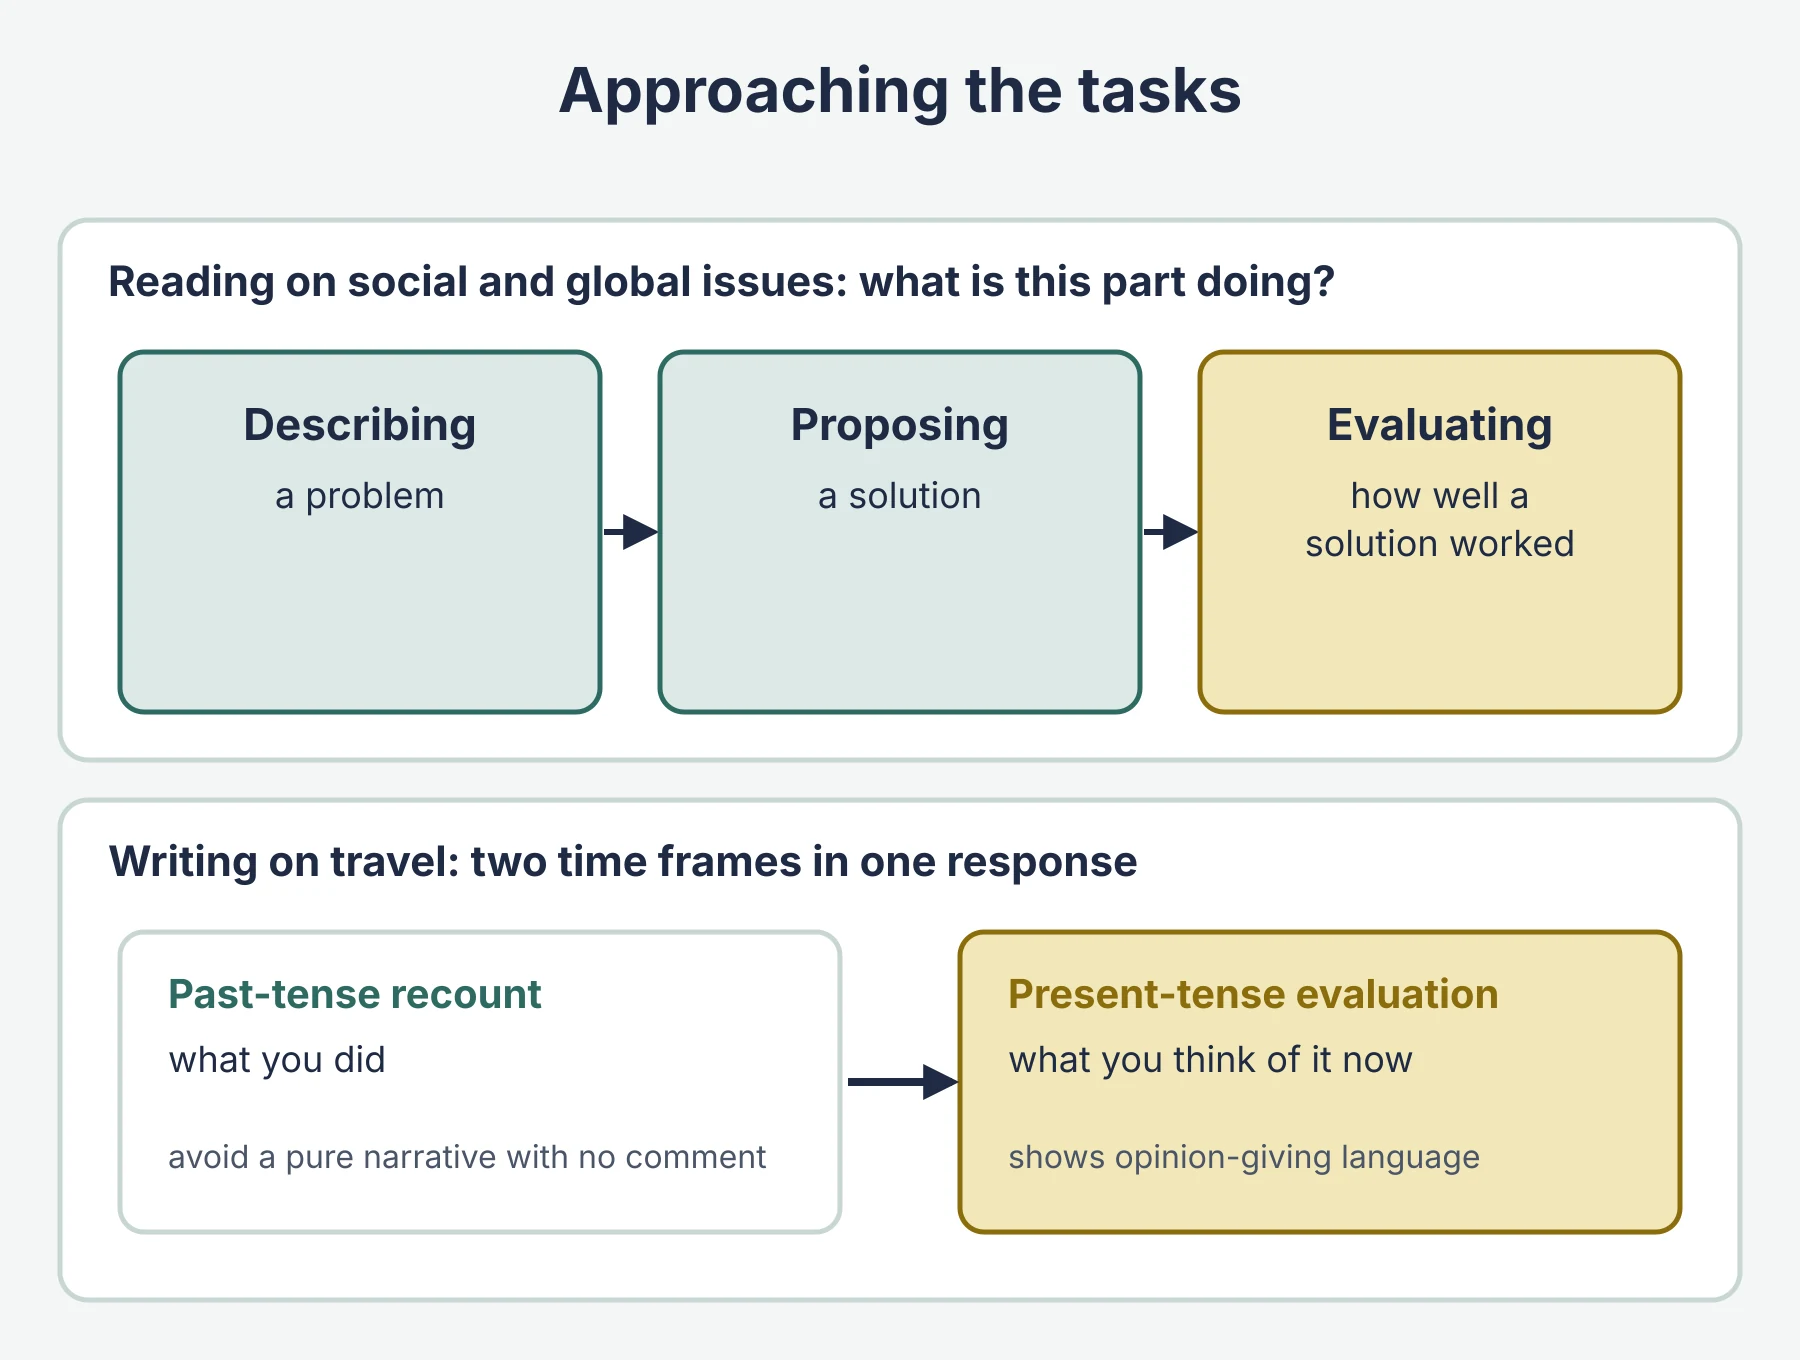 Approaching the tasks
Reading on social and global issues: what is this part doing?
Describing
a problem
Proposing
a solution
Evaluating
how well a
solution worked
Writing on travel: two time frames in one response
Past-tense recount
what you did
avoid a pure narrative with no comment
Present-tense evaluation
what you think of it now
shows opinion-giving language